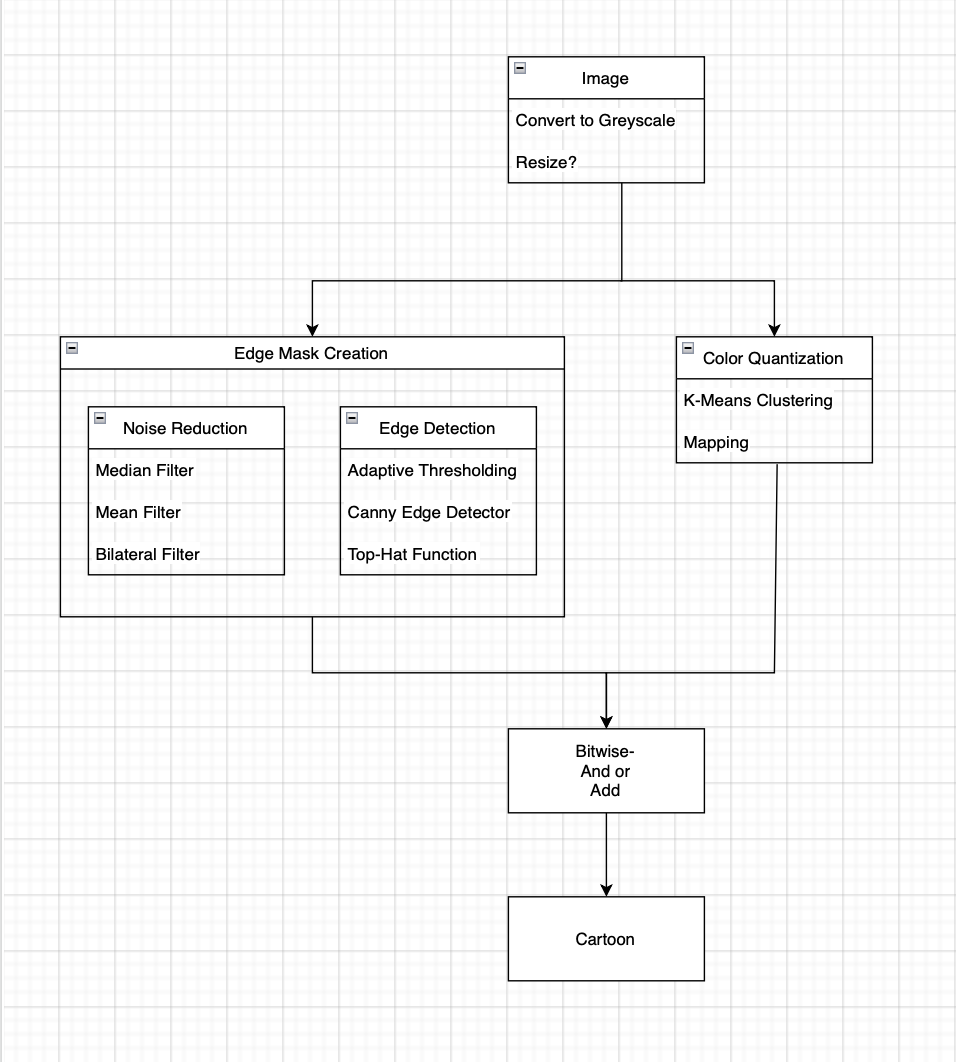 Image
Convert to Greyscale
Resize?
Edge Mask Creation
Noise Reduction
Median Filter
Mean Filter
Bilateral Filter
Edge Detection
Adaptive Thresholding
Canny Edge Detector
Top-Hat Function
Color Quantization
K-Means Clustering
Mapping
Bitwise-
And or
Add
Cartoon